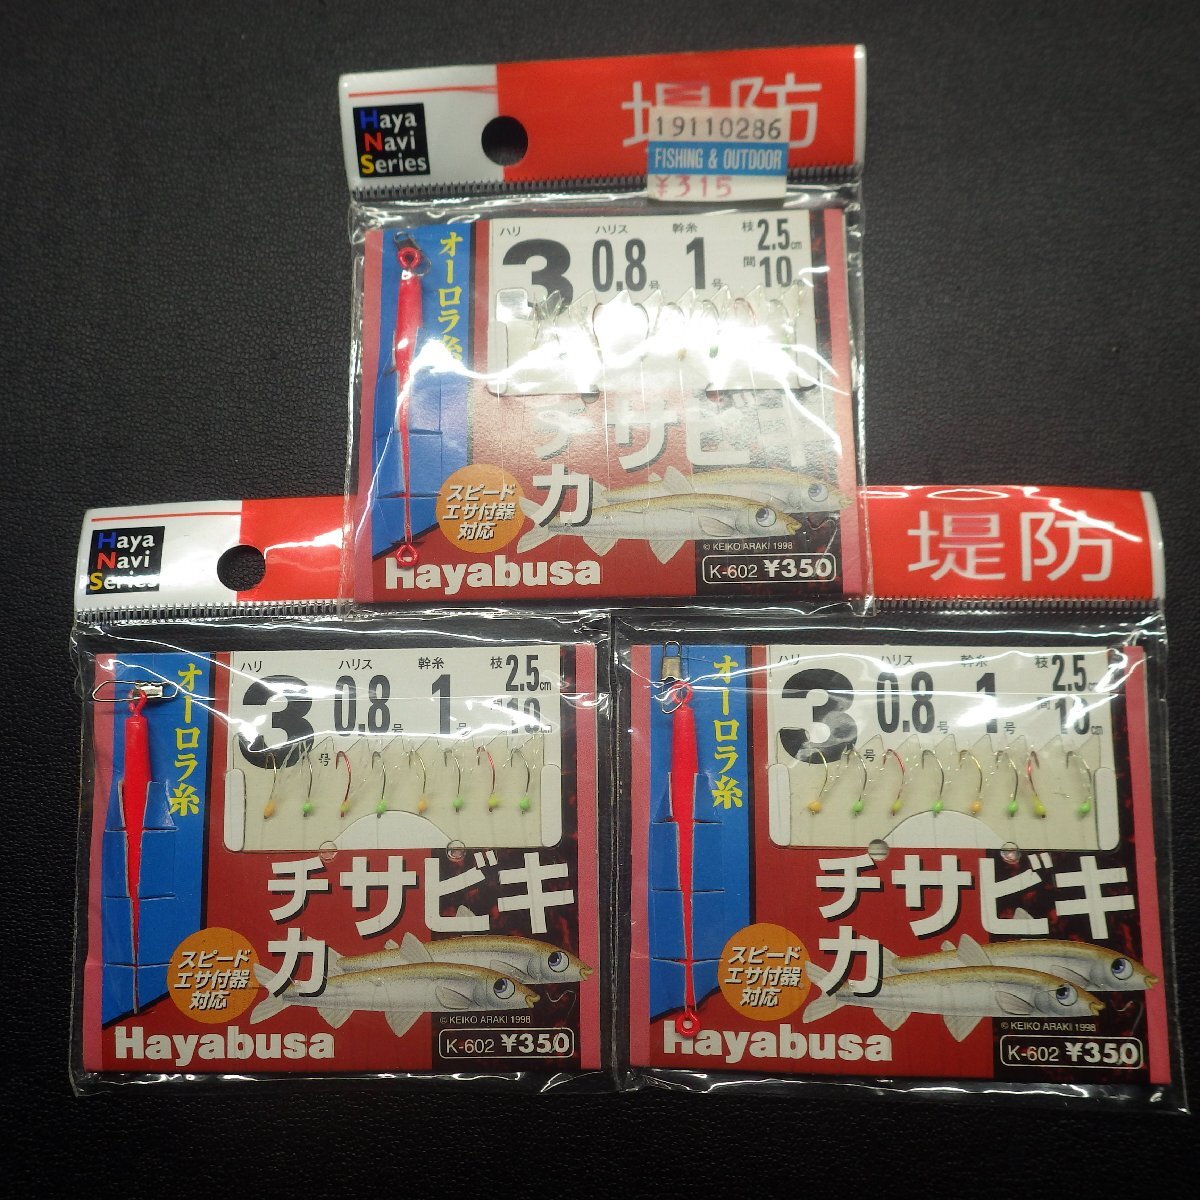 Haya
Navi
Series
堤防
19110286
FISHING & OUTDOOR
¥315
オーロラ糸
ハリ
ハリス
幹糸
枝 2.5cm
3
0.8号
1号
間 10cm
チカ
サビキ
スピード
エサ付器
対応
© KEIKO ARAKI 1998
Hayabusa
K-602 ¥350
Haya
Navi
Series
オーロラ糸
ハリ
ハリス
幹糸
枝 2.5cm
3号
0.8号
1号
間 10cm
チカ
サビキ
スピード
エサ付器
対応
© KEIKO ARAKI 1998
Hayabusa
K-602 ¥350
堤防
オーロラ糸
ハリ
ハリス
幹糸
枝 2.5cm
3号
0.8号
1号
間 10cm
チカ
サビキ
スピード
エサ付器
対応
© KEIKO ARAKI 1998
Hayabusa
K-602 ¥350